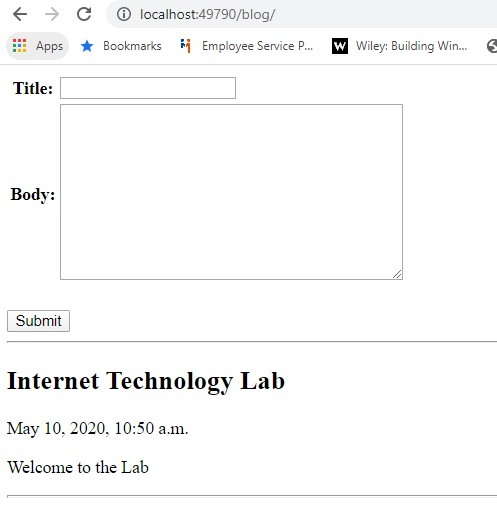 localhost:49790/blog/
Apps Bookmarks Employee Service P... W Wiley: Building Win...
Title:
Body:
Submit
Internet Technology Lab
May 10, 2020, 10:50 a.m.
Welcome to the Lab